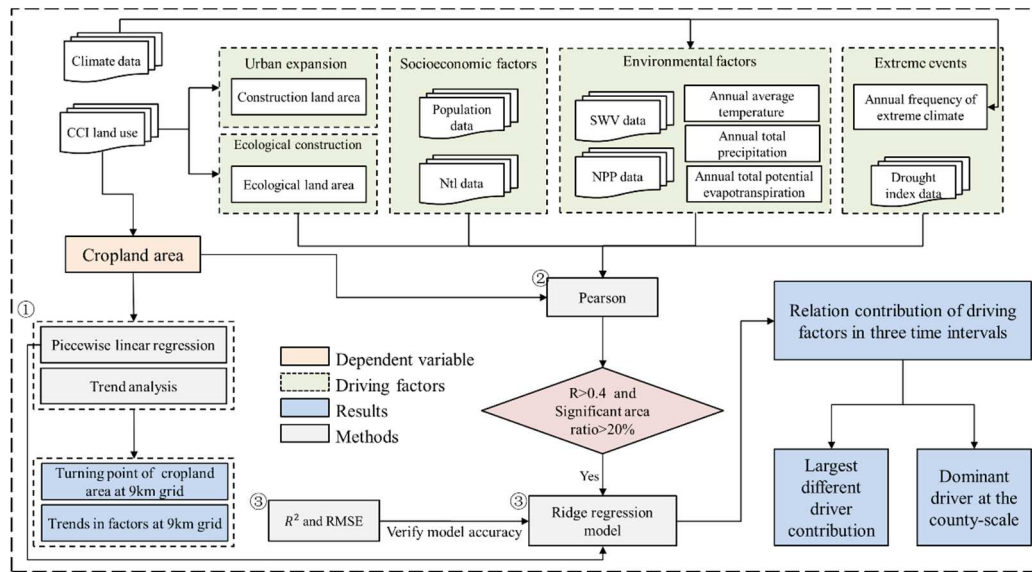 Climate data
CCI land use
Urban expansion
Construction land area
Ecological construction
Ecological land area
Socioeconomic factors
Population
data
Ntl data
Environmental factors
SWV data
NPP data
Annual average
temperature
Annual total
precipitation
Annual total potential
evapotranspiration
Extreme events
Annual frequency of
extreme climate
Drought
index data
Cropland area
①
Piecewise linear regression
Trend analysis
Turning point of cropland
area at 9km grid
Trends in factors at 9km grid
Dependent variable
Driving factors
Results
Methods
②
Pearson
R>0.4 and
Significant area
ratio>20%
Yes
③
R² and RMSE
Verify model accuracy
③
Ridge regression
model
Relation contribution of driving
factors in three time intervals
Largest
different
driver
contribution
Dominant
driver at the
county-scale